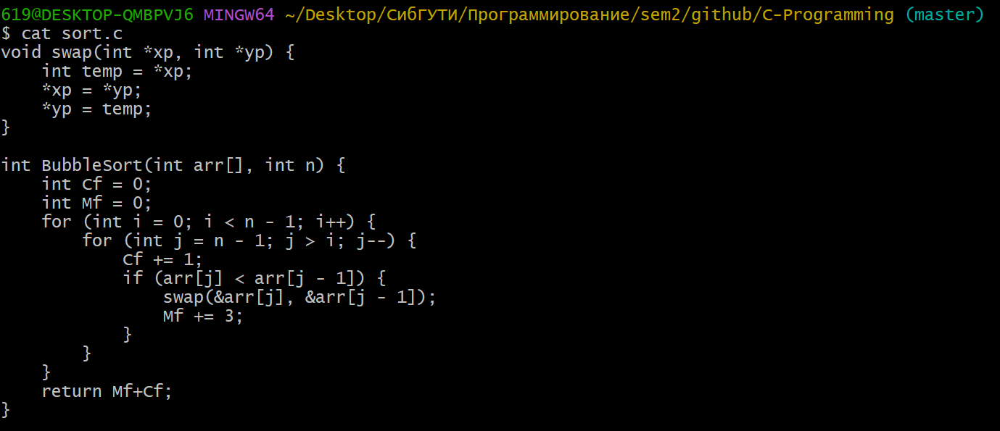 619@DESKTOP-QMBPVJ6 MINGW64 ~/Desktop/СибГУТИ/Программирование/sem2/github/C-Programming (master)
$ cat sort.c
void swap(int *xp, int *yp) {
    int temp = *xp;
    *xp = *yp;
    *yp = temp;
}

int BubbleSort(int arr[], int n) {
    int Cf = 0;
    int Mf = 0;
    for (int i = 0; i < n - 1; i++) {
        for (int j = n - 1; j > i; j--) {
            Cf += 1;
            if (arr[j] < arr[j - 1]) {
                swap(&arr[j], &arr[j - 1]);
                Mf += 3;
            }
        }
    }
    return Mf+Cf;
}